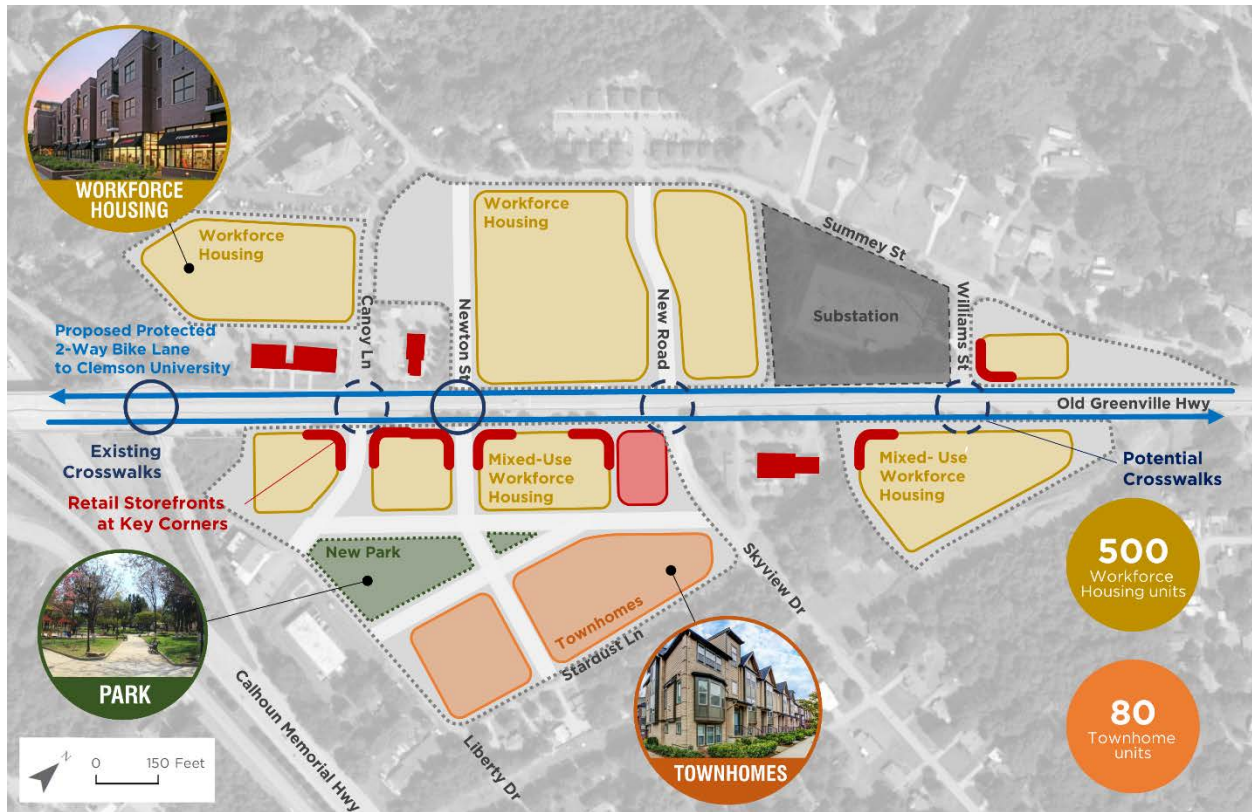 WORKFORCE
HOUSING
Workforce
Housing
Workforce
Housing
Summey St
Canoy Ln
Newton St
New Road
Substation
Williams St
Proposed Protected
2-Way Bike Lane
to Clemson University
Old Greenville Hwy
Existing
Crosswalks
Retail Storefronts
at Key Corners
Mixed-Use
Workforce
Housing
Mixed- Use
Workforce
Housing
Potential
Crosswalks
New Park
Skyview Dr
500
Workforce
Housing units
Townhomes
Stardust Ln
PARK
Calhoun Memorial Hwy
Liberty Dr
TOWNHOMES
80
Townhome
units
N
0 150 Feet